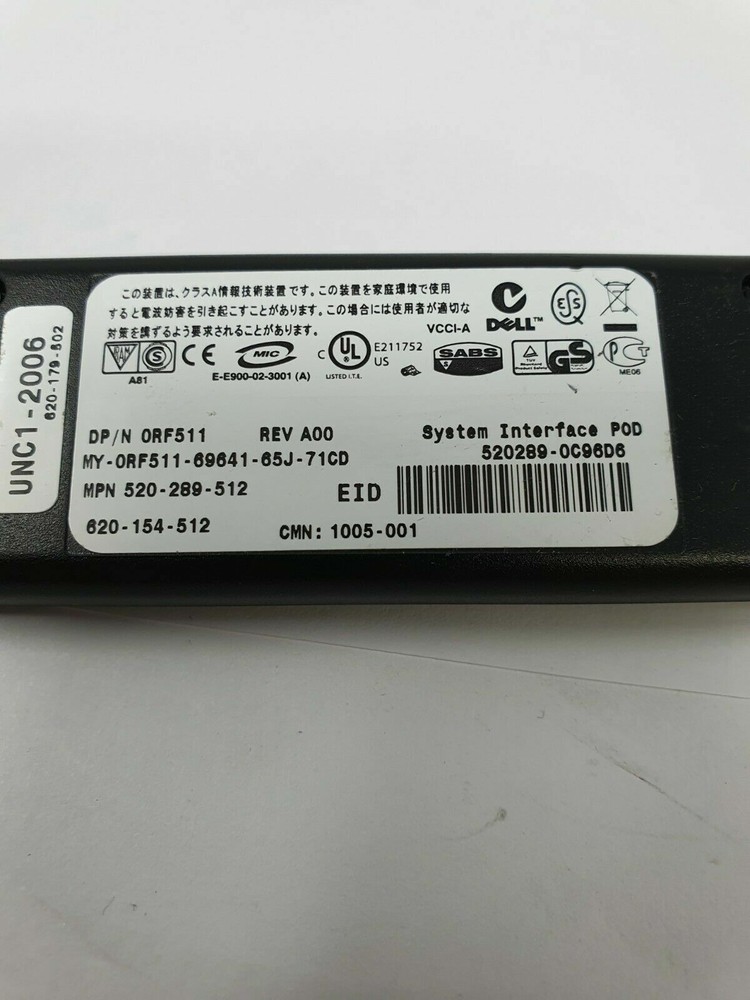 この装置は、クラスA情報技術装置です。この装置を家庭環境で使用
すると電波妨害を引き起こすことがあります。この場合には使用者が適切な
対策を講ずるよう要求されることがあります。
VCCI-A
DELL™
A81
CE
MIC
E-E900-02-3001 (A)
C UL US
E211752
LISTED I.T.E.
SABS
TUV
GS
ME06
DP/N 0RF511 REV A00 System Interface POD
MY-0RF511-69641-65J-71CD 520289-0C96D6
MPN 520-289-512 EID
620-154-512 CMN: 1005-001
UNC1-2006
620-179-502